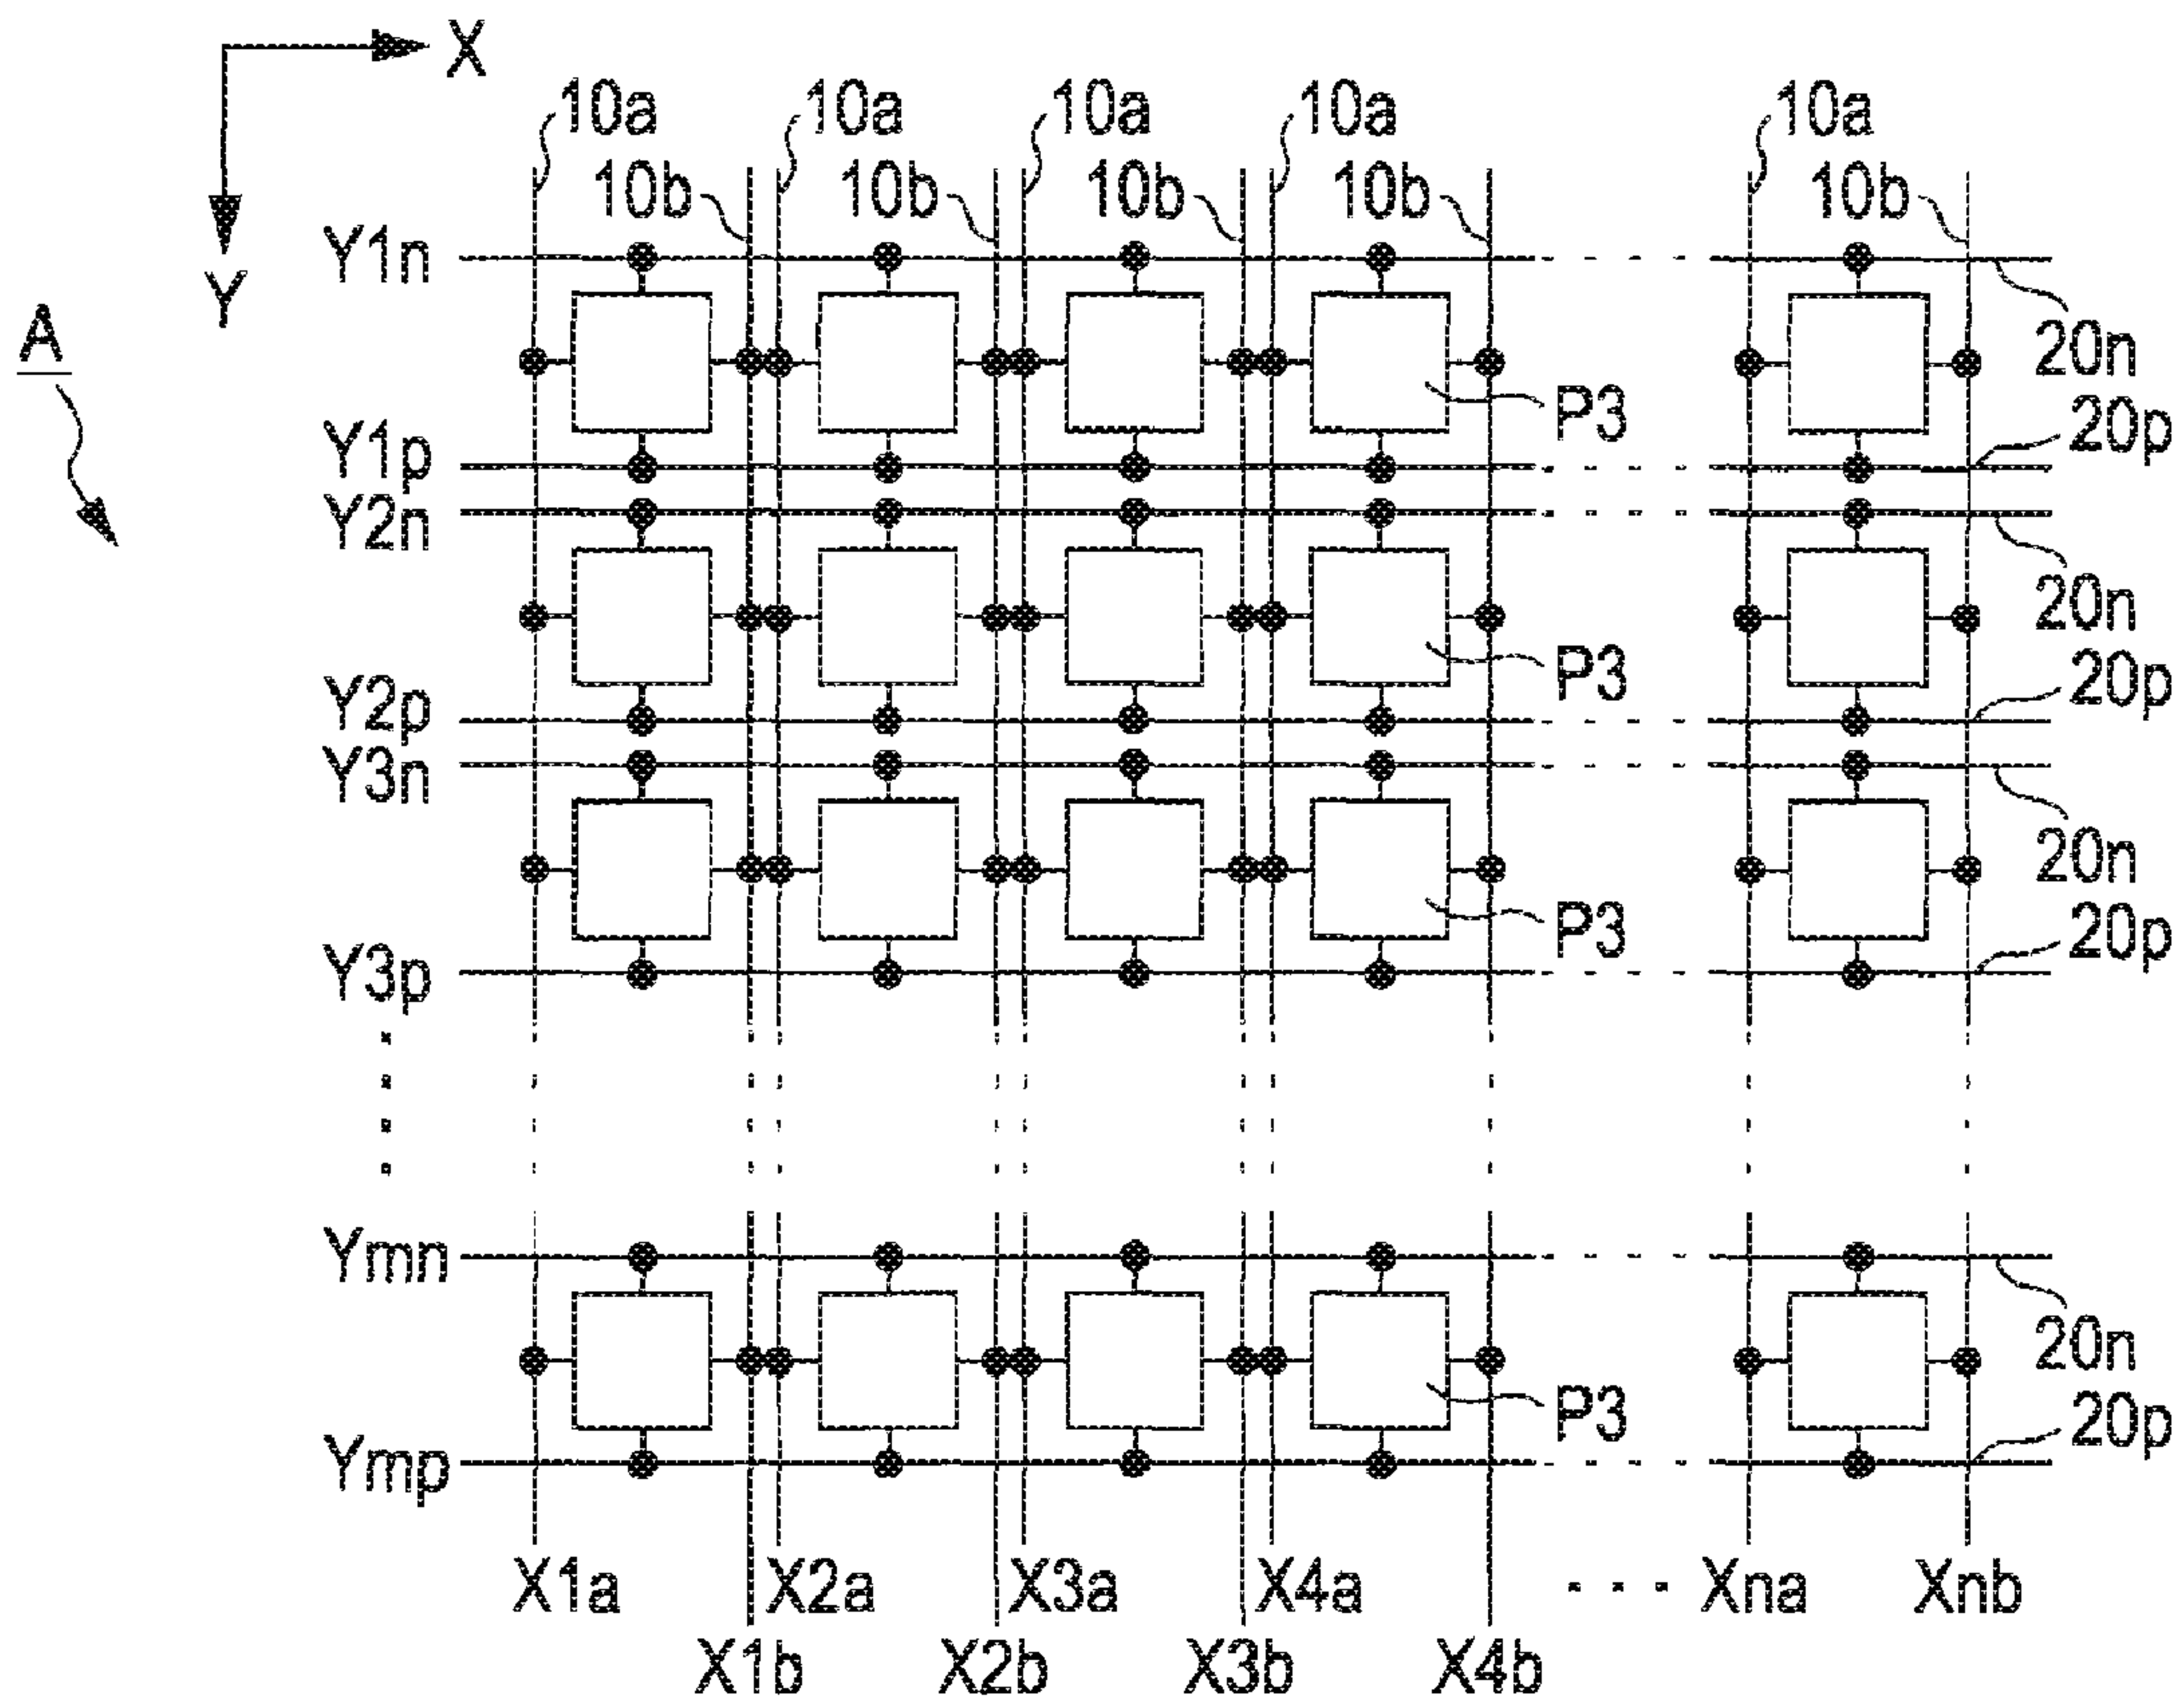 X
10a 10a 10a 10a 10a
10b 10b 10b 10b 10b
Y
Y1n
A
20n
P3
Y1p
20p
Y2n
20n
P3
Y2p
20p
Y3n
20n
P3
Y3p
20p
Ymn
20n
P3
Ymp
20p
X1a X2a X3a X4a Xna Xnb
X1b X2b X3b X4b